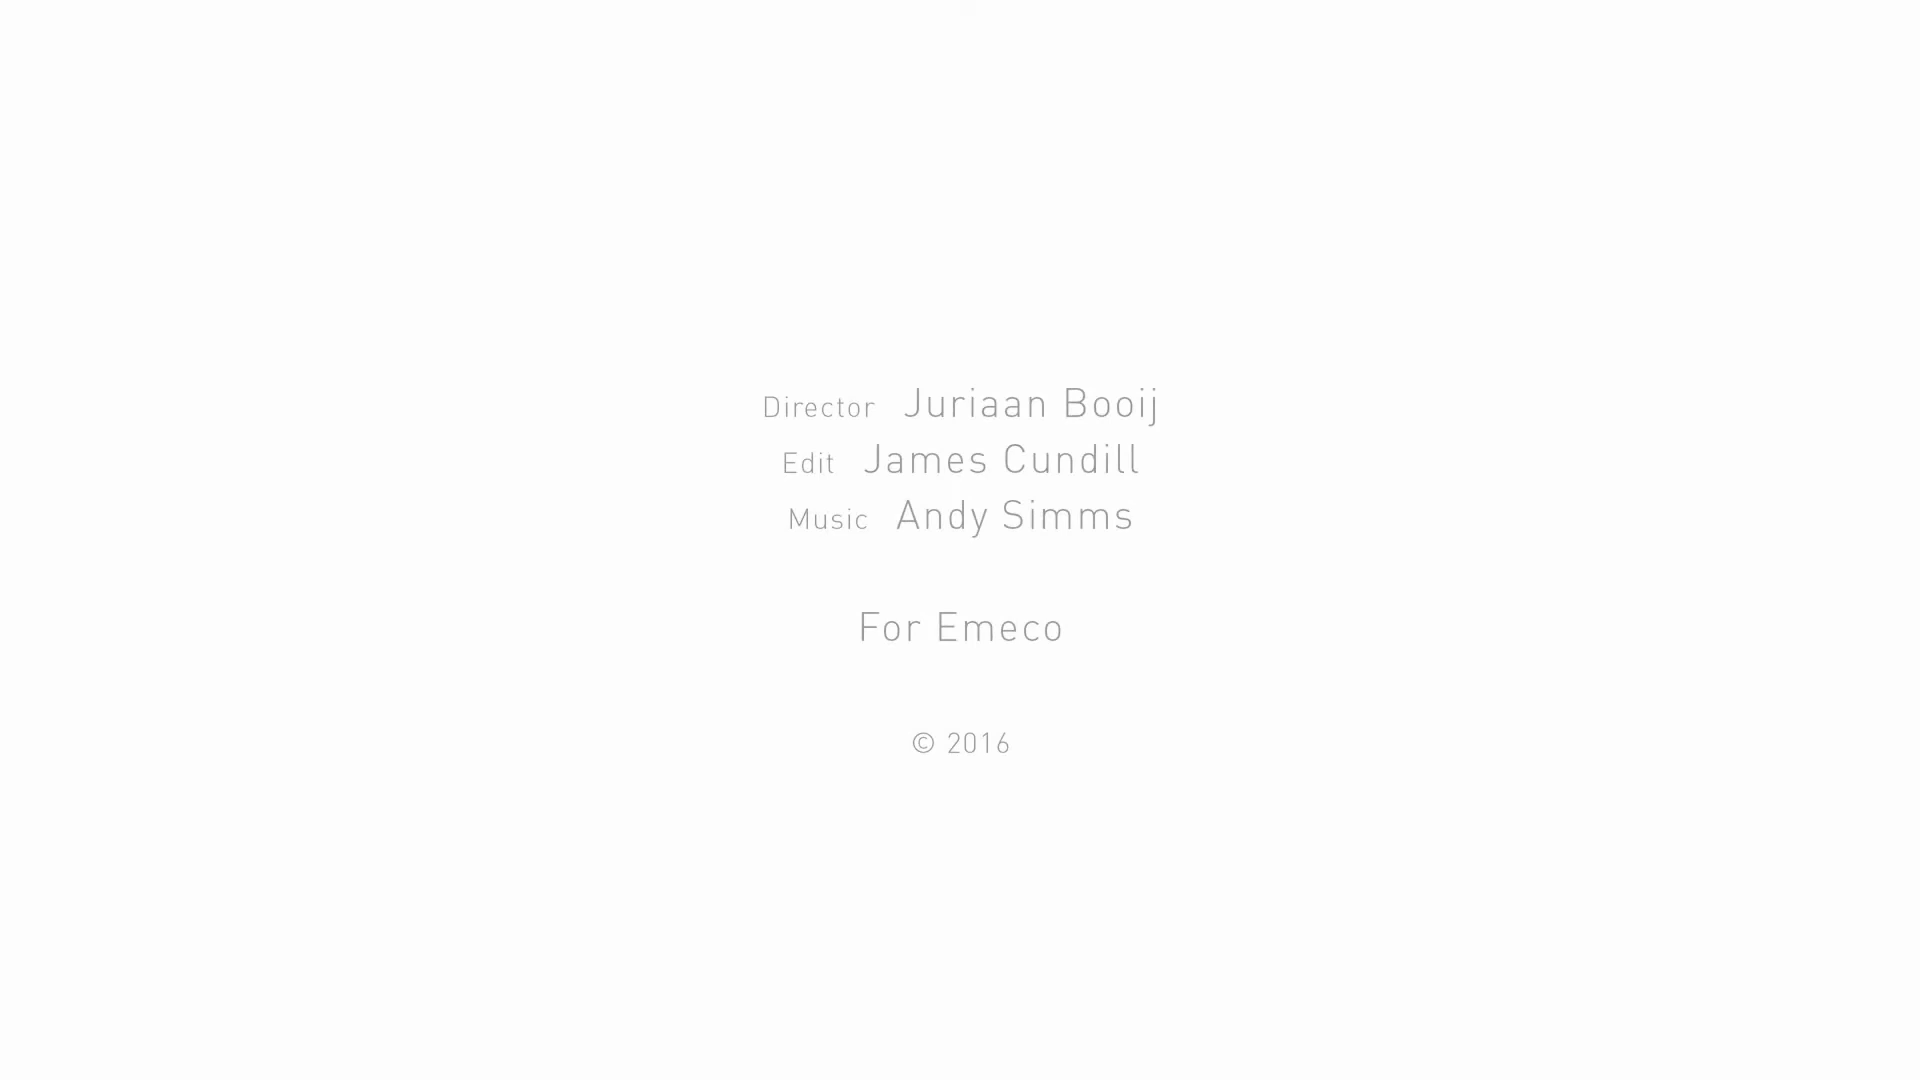 Director Juriaan Booij
Edit James Cundill
Music Andy Simms
For Emeco
© 2016